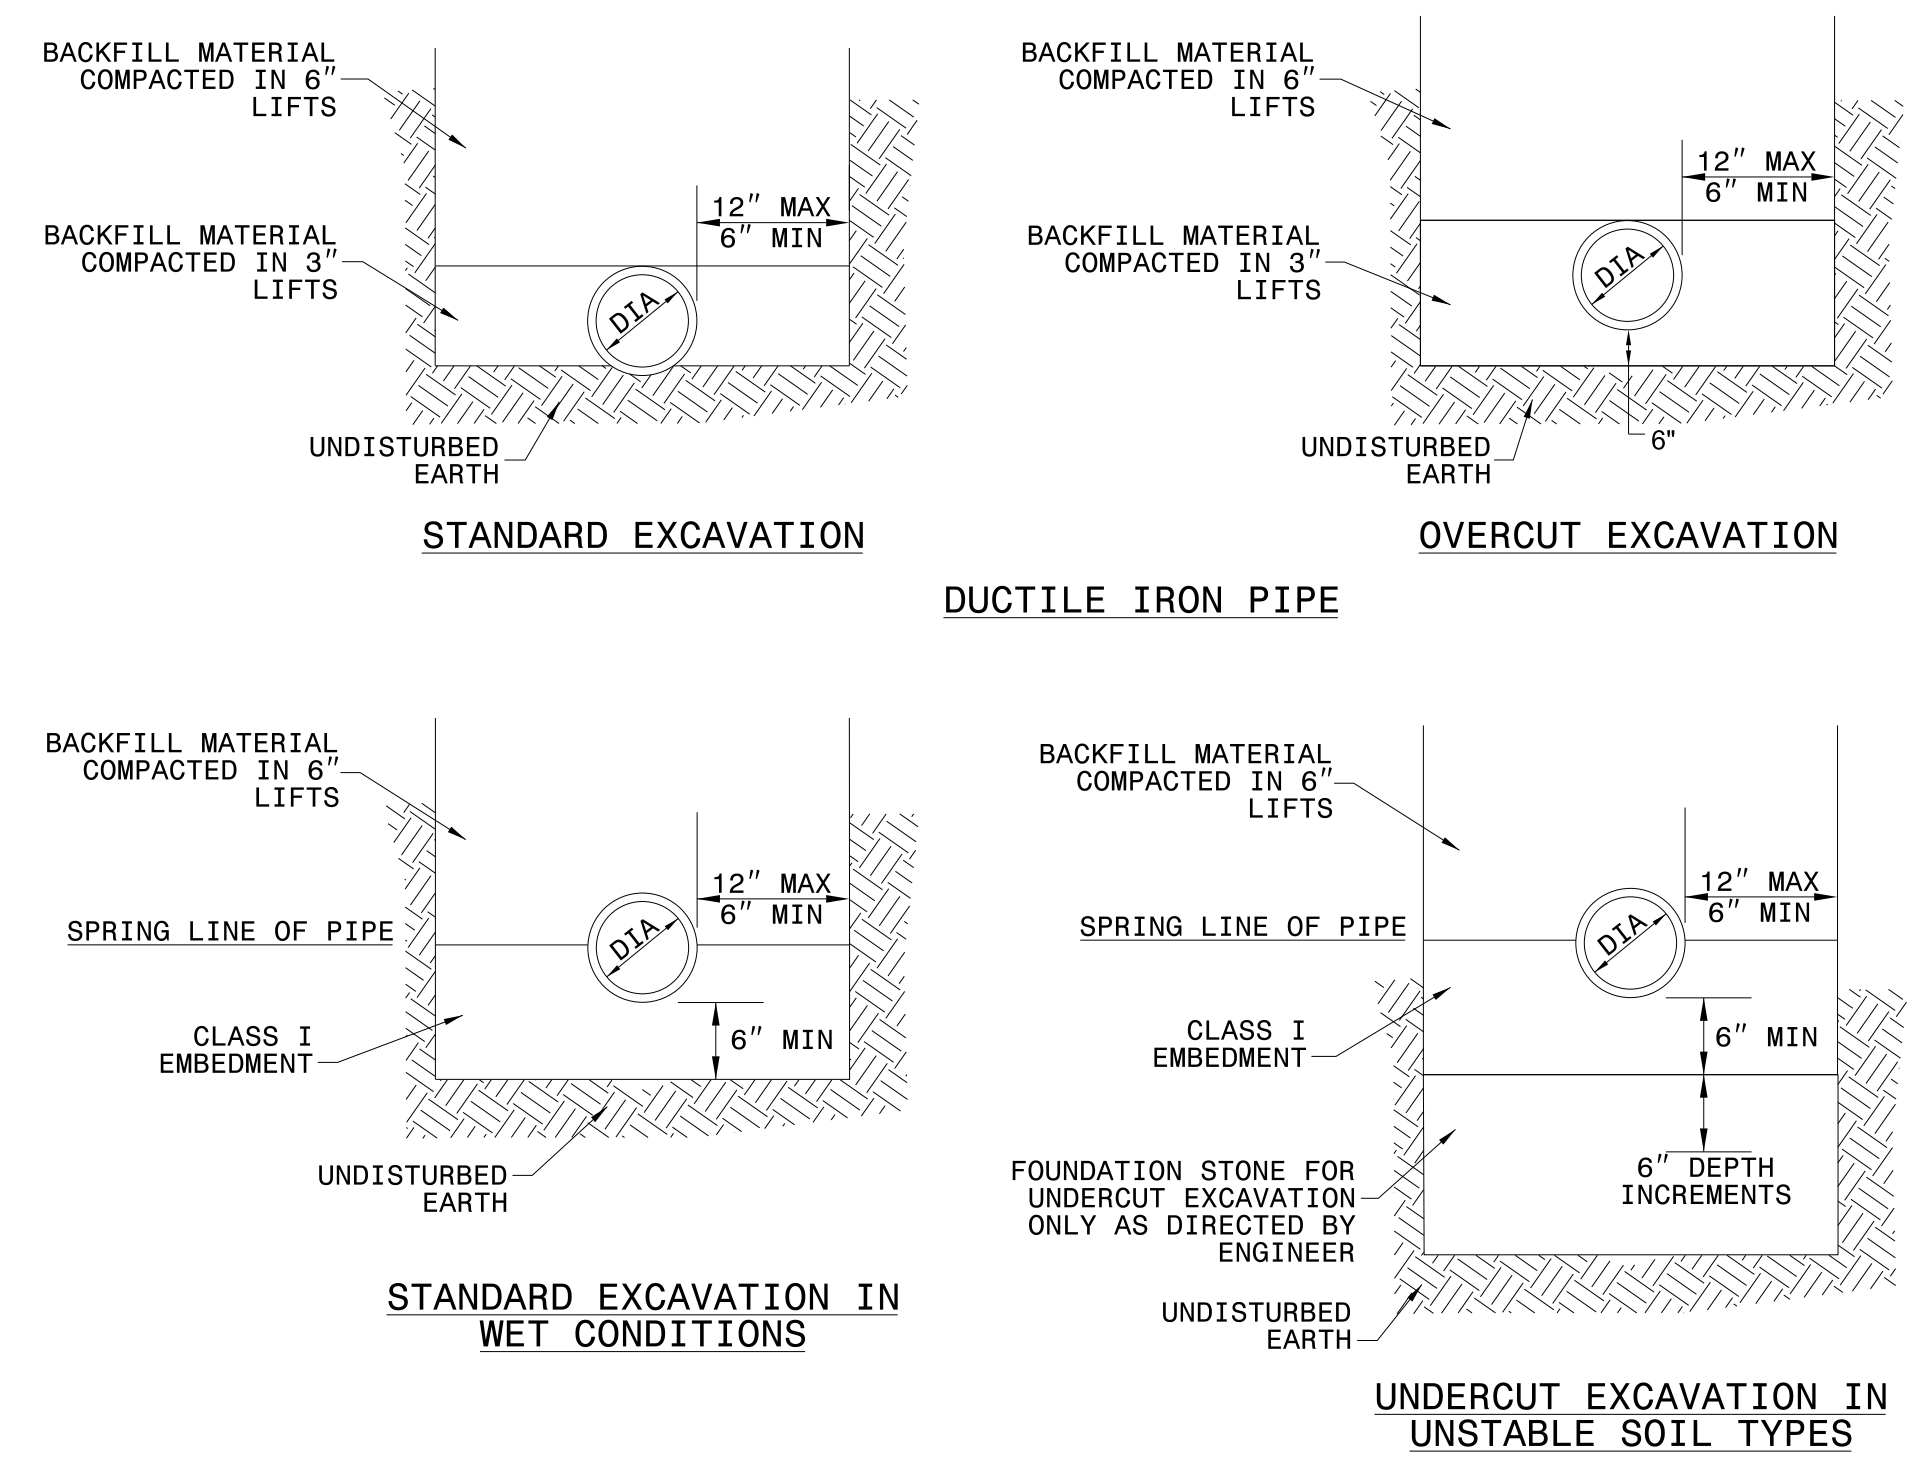 BACKFILL MATERIAL
COMPACTED IN 6"
LIFTS
12" MAX
6" MIN
BACKFILL MATERIAL
COMPACTED IN 3"
LIFTS
DIA
UNDISTURBED
EARTH
STANDARD EXCAVATION
BACKFILL MATERIAL
COMPACTED IN 6"
LIFTS
12" MAX
6" MIN
BACKFILL MATERIAL
COMPACTED IN 3"
LIFTS
DIA
6"
UNDISTURBED
EARTH
OVERCUT EXCAVATION
DUCTILE IRON PIPE
BACKFILL MATERIAL
COMPACTED IN 6"
LIFTS
12" MAX
6" MIN
SPRING LINE OF PIPE
DIA
CLASS I
EMBEDMENT
6" MIN
UNDISTURBED
EARTH
STANDARD EXCAVATION IN
WET CONDITIONS
BACKFILL MATERIAL
COMPACTED IN 6"
LIFTS
12" MAX
6" MIN
SPRING LINE OF PIPE
DIA
CLASS I
EMBEDMENT
6" MIN
6" DEPTH
INCREMENTS
FOUNDATION STONE FOR
UNDERCUT EXCAVATION
ONLY AS DIRECTED BY
ENGINEER
UNDISTURBED
EARTH
UNDERCUT EXCAVATION IN
UNSTABLE SOIL TYPES